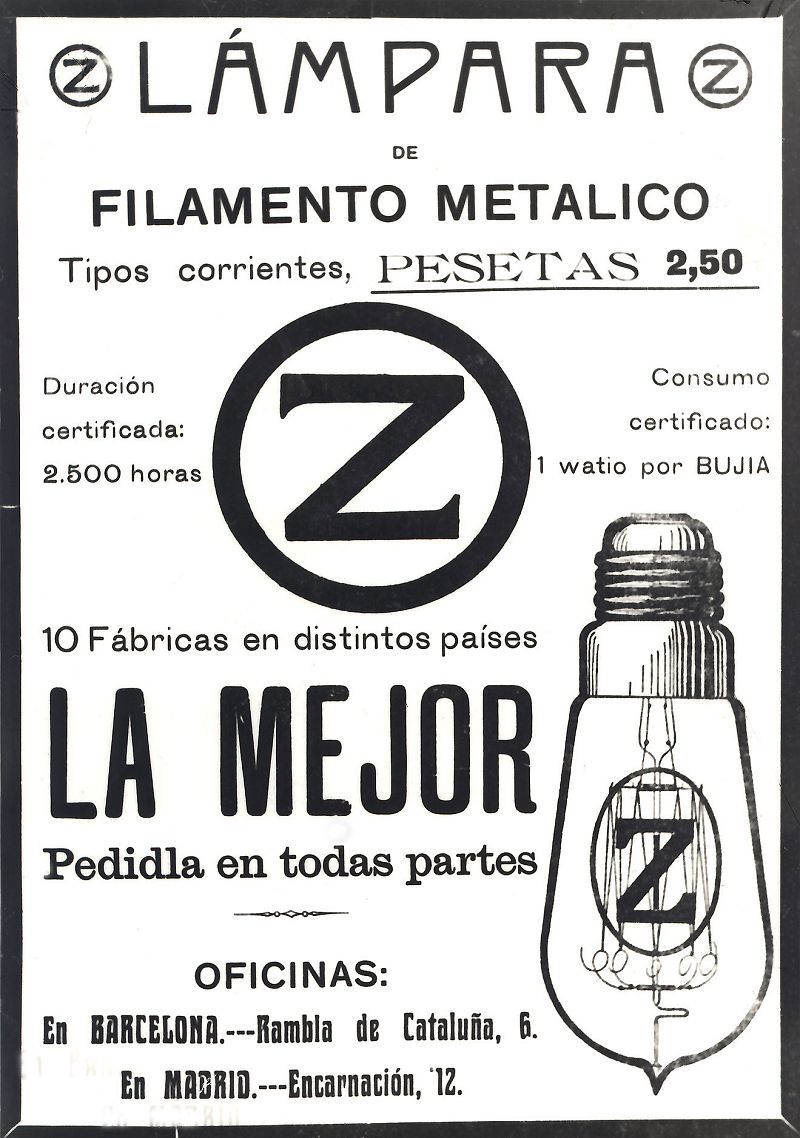 Z LÁMPARA Z
DE
FILAMENTO METALICO
Tipos corrientes, PESETAS 2,50
Z
Duración
certificada:
2.500 horas
Consumo
certificado:
1 watio por BUJIA
10 Fábricas en distintos países
LA MEJOR
Pedidla en todas partes
Z
OFICINAS:
En BARCELONA.---Rambla de Cataluña, 6.
En MADRID.---Encarnación, 12.